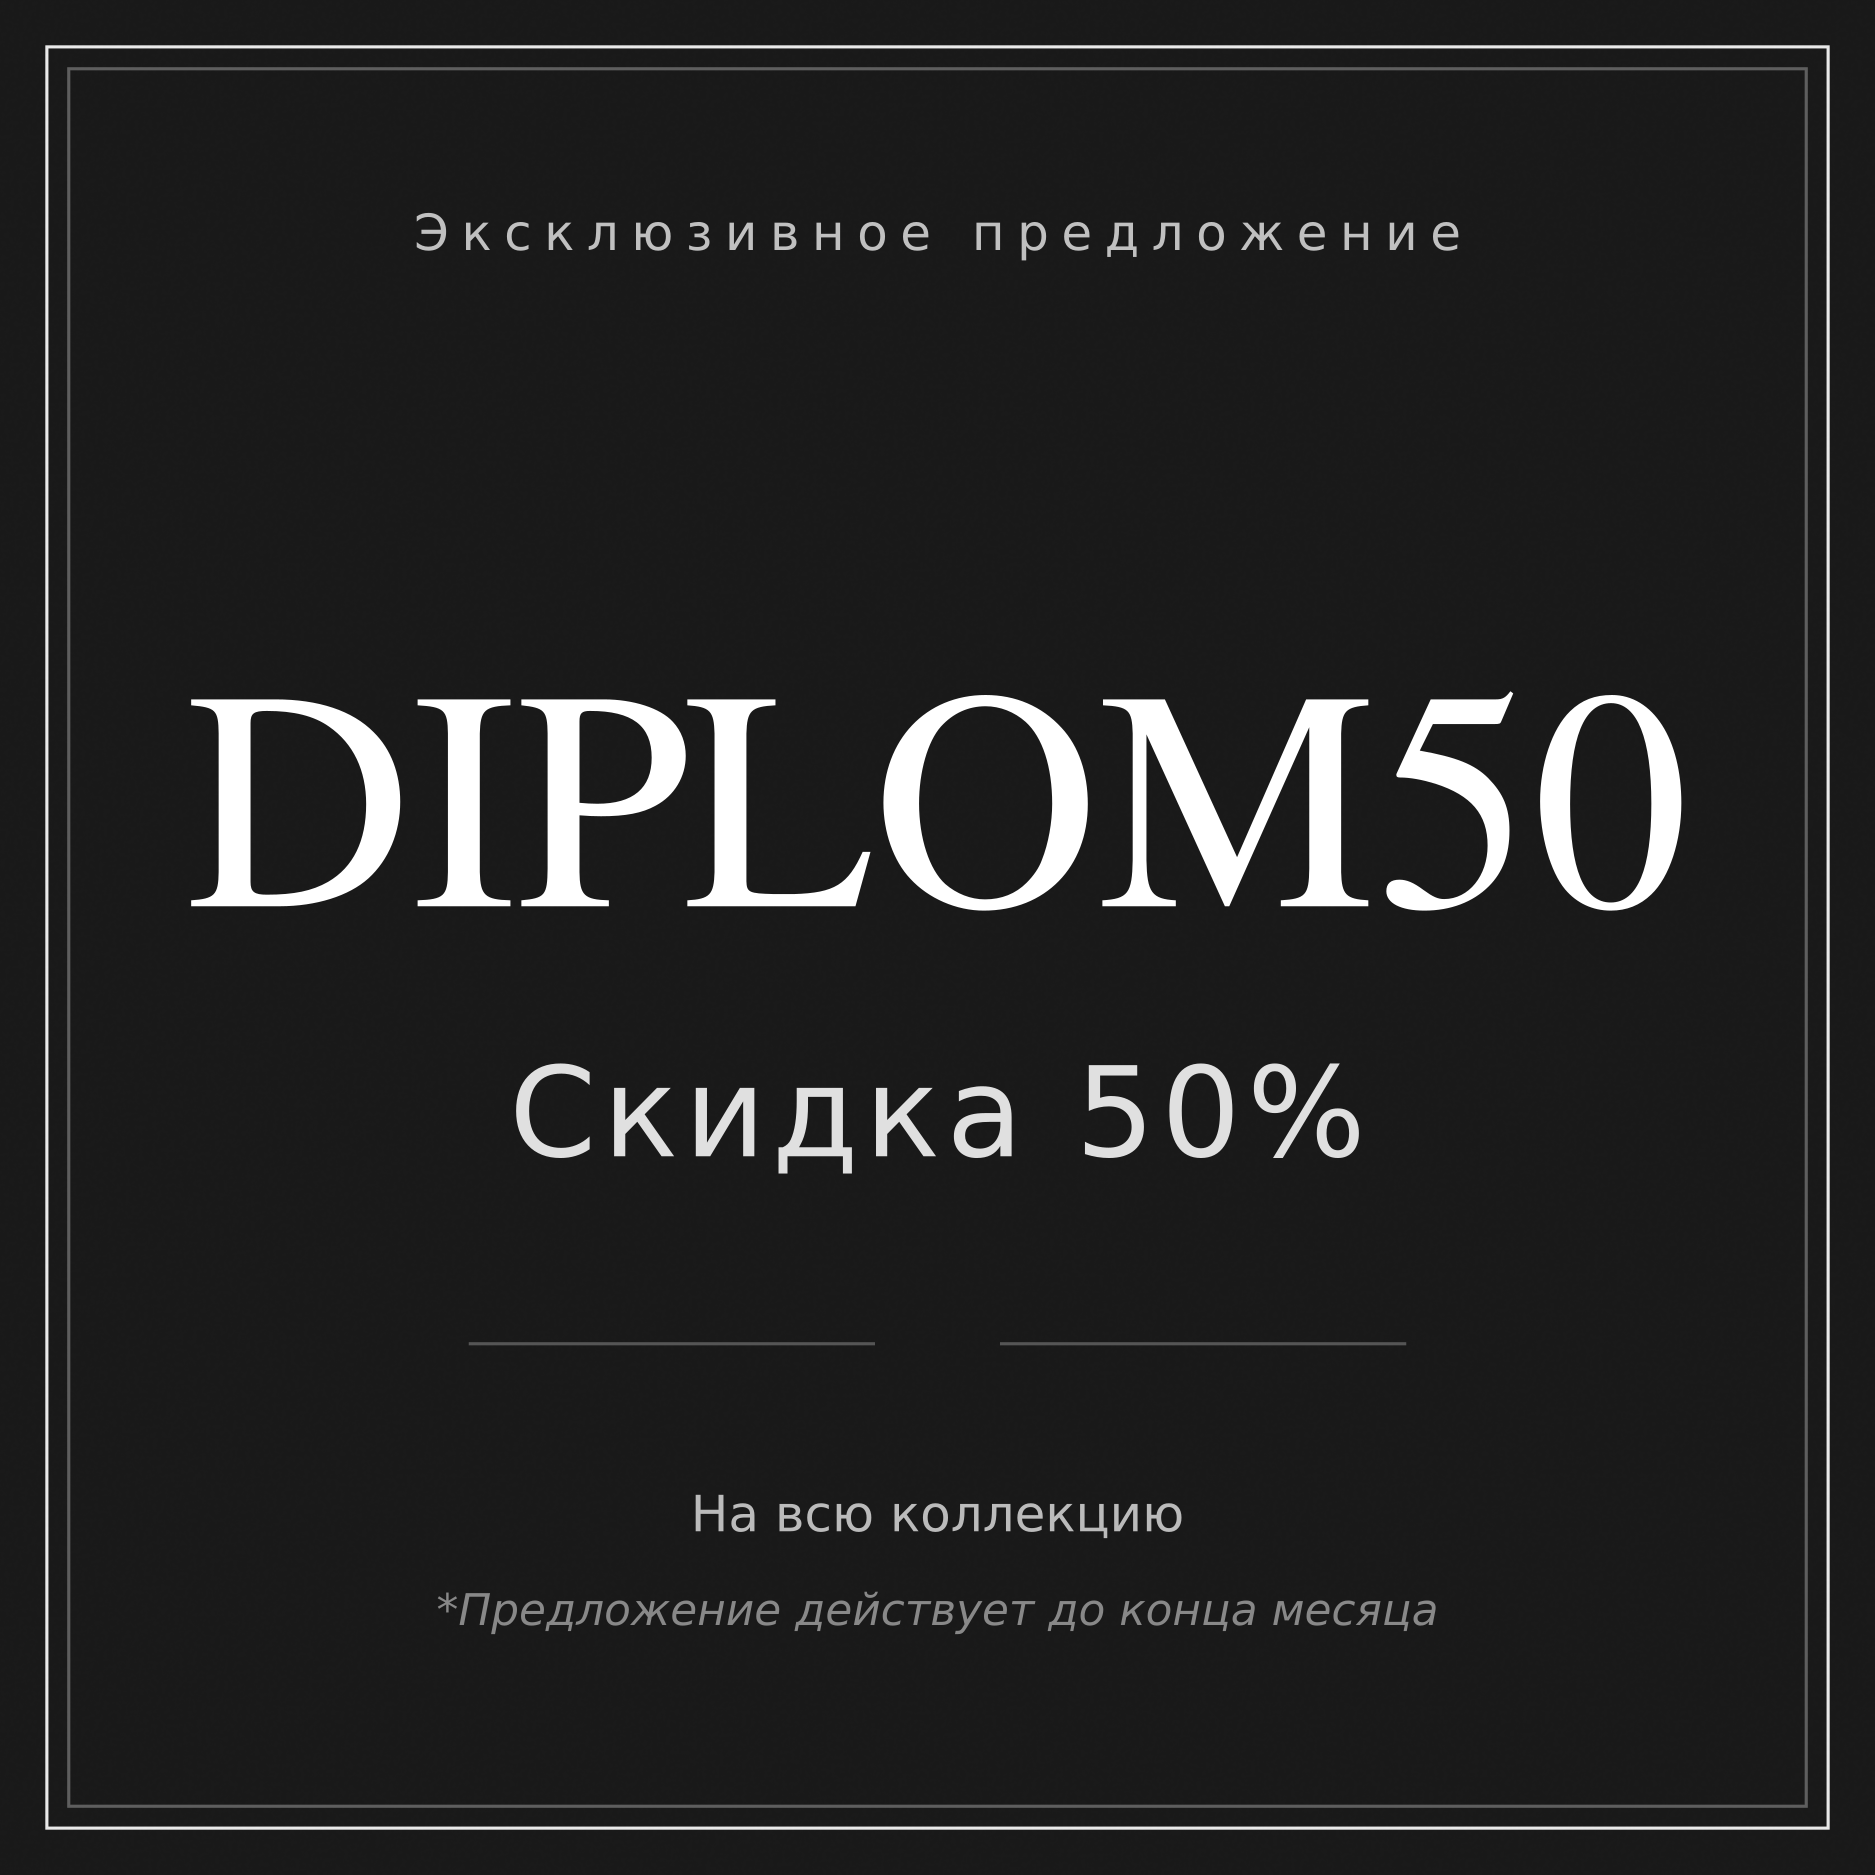 Эксклюзивное предложение
DIPLOM50
Скидка 50%
На всю коллекцию
*Предложение действует до конца месяца